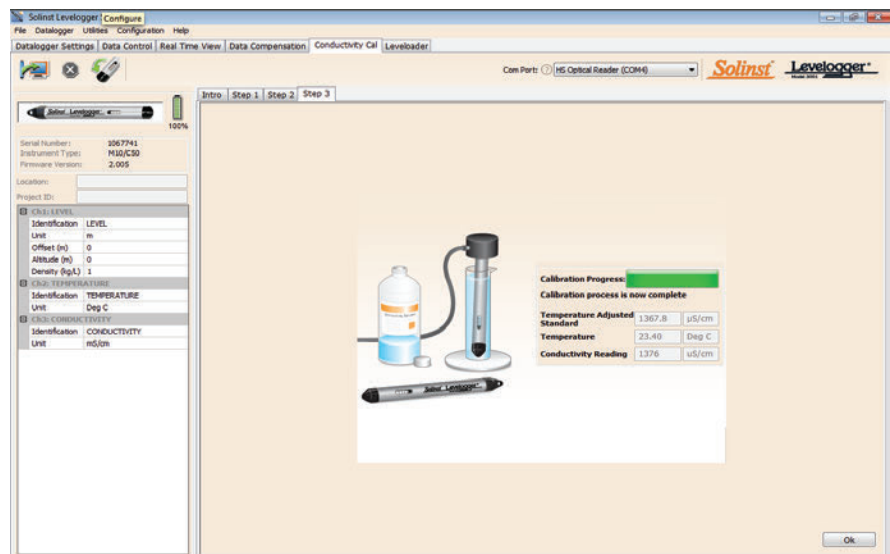 Solinst Levelogger
Configure
File Datalogger Utilities Configuration Help
Datalogger Settings Data Control Real Time View Data Compensation Conductivity Cal Leveloader
Com Port: ? HS Optical Reader (COM4)
Solinst Levelogger
Intro Step 1 Step 2 Step 3
Solinst Levelogger
100%
Serial Number: 1067741
Instrument Type: M10/C50
Firmware Version: 2.005
Location:
Project ID:
Ch1: LEVEL
Identification LEVEL
Unit m
Offset (m) 0
Altitude (m) 0
Density (kg/L) 1
Ch2: TEMPERATURE
Identification TEMPERATURE
Unit Deg C
Ch3: CONDUCTIVITY
Identification CONDUCTIVITY
Unit mS/cm
Calibration Progress:
Calibration process is now complete
Temperature Adjusted Standard 1367.8 µS/cm
Temperature 23.40 Deg C
Conductivity Reading 1376 uS/cm
Solinst Levelogger
Ok